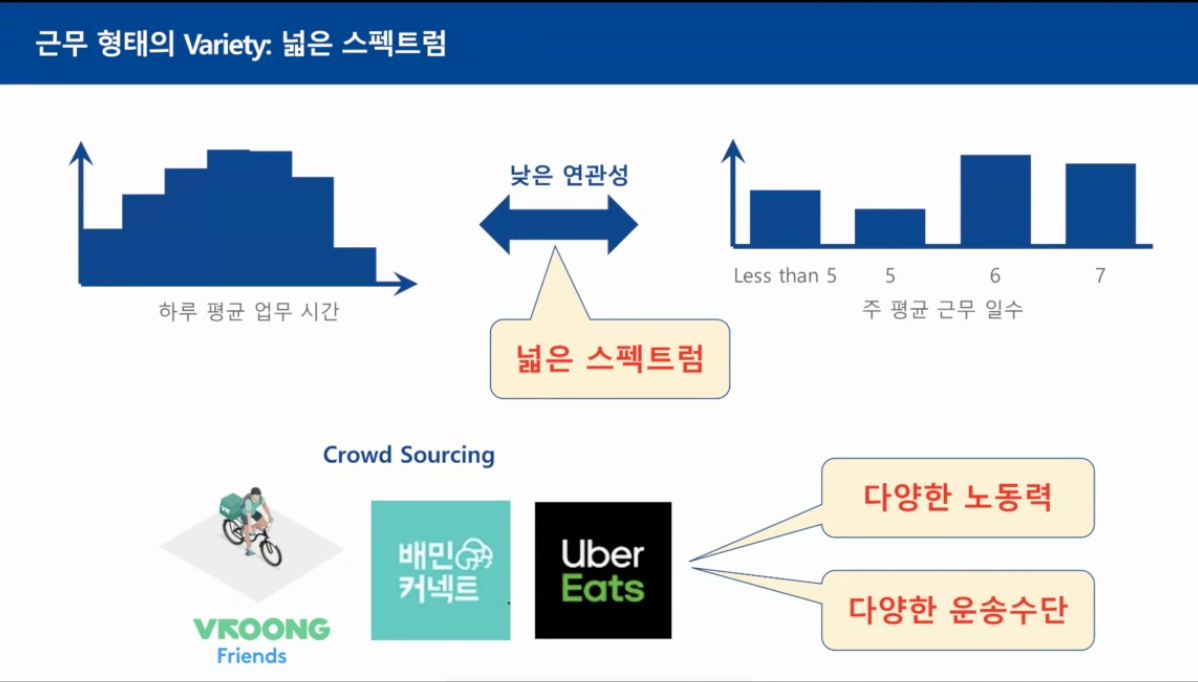 근무 형태의 Variety: 넓은 스펙트럼
낮은 연관성
하루 평균 업무 시간
Less than 5 5 6 7
주 평균 근무 일수
넓은 스펙트럼
Crowd Sourcing
VROONG
Friends
배민
커넥트
Uber
Eats
다양한 노동력
다양한 운송수단